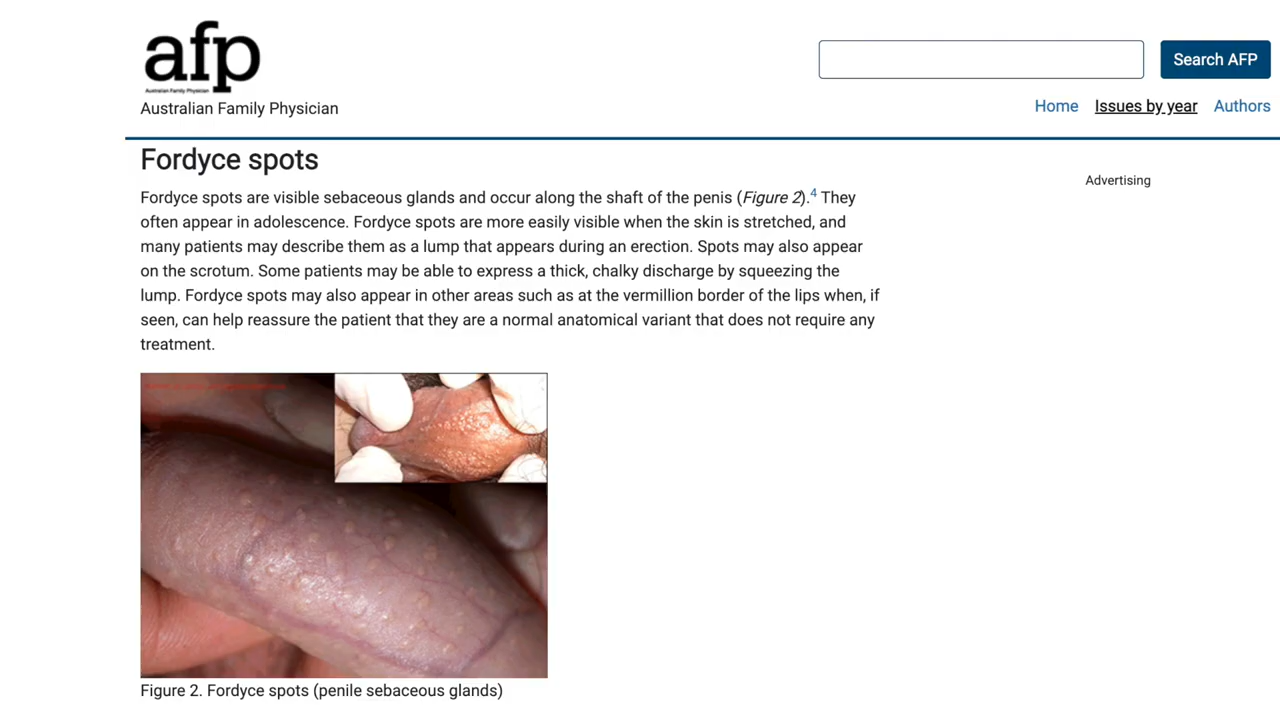 afp
Australian Family Physician
Australian Family Physician
Search AFP
Home Issues by year Authors
Fordyce spots
Advertising
Fordyce spots are visible sebaceous glands and occur along the shaft of the penis (Figure 2).4 They
often appear in adolescence. Fordyce spots are more easily visible when the skin is stretched, and
many patients may describe them as a lump that appears during an erection. Spots may also appear
on the scrotum. Some patients may be able to express a thick, chalky discharge by squeezing the
lump. Fordyce spots may also appear in other areas such as at the vermillion border of the lips when, if
seen, can help reassure the patient that they are a normal anatomical variant that does not require any
treatment.
Figure 2. Fordyce spots (penile sebaceous glands)